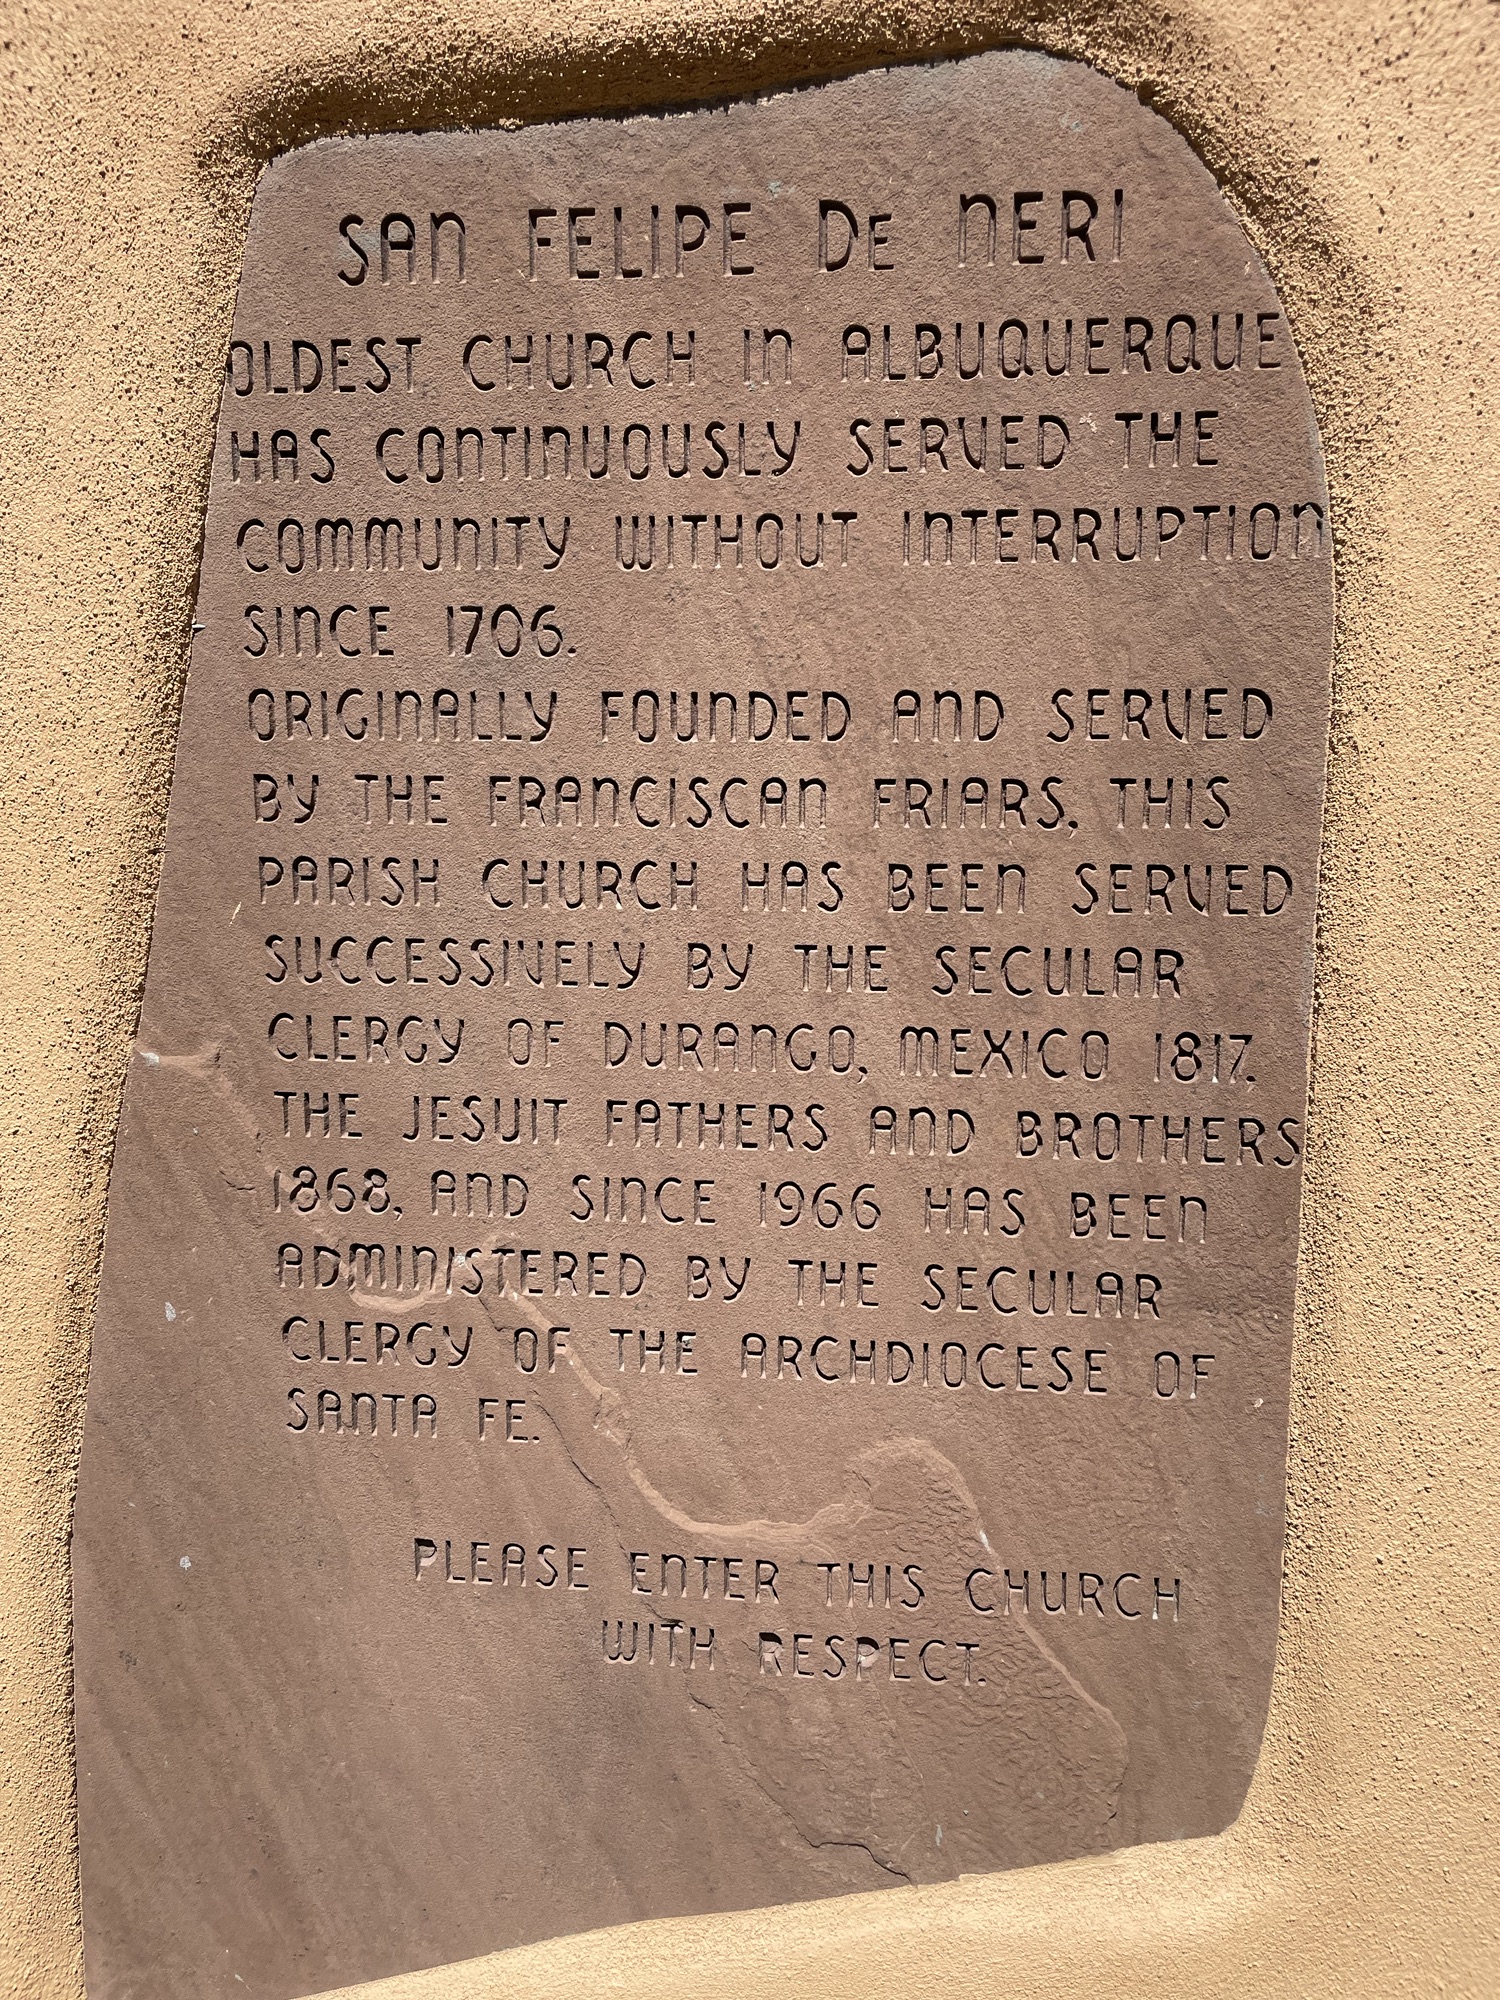 SAN FELIPE DE NERI
OLDEST CHURCH IN ALBUQUERQUE
HAS CONTINUOUSLY SERVED THE
COMMUNITY WITHOUT INTERRUPTION
SINCE 1706.
ORIGINALLY FOUNDED AND SERVED
BY THE FRANCISCAN FRIARS, THIS
PARISH CHURCH HAS BEEN SERVED
SUCCESSIVELY BY THE SECULAR
CLERGY OF DURANGO, MEXICO 1817.
THE JESUIT FATHERS AND BROTHERS
1868, AND SINCE 1966 HAS BEEN
ADMINISTERED BY THE SECULAR
CLERGY OF THE ARCHDIOCESE OF
SANTA FE.
PLEASE ENTER THIS CHURCH
WITH RESPECT.